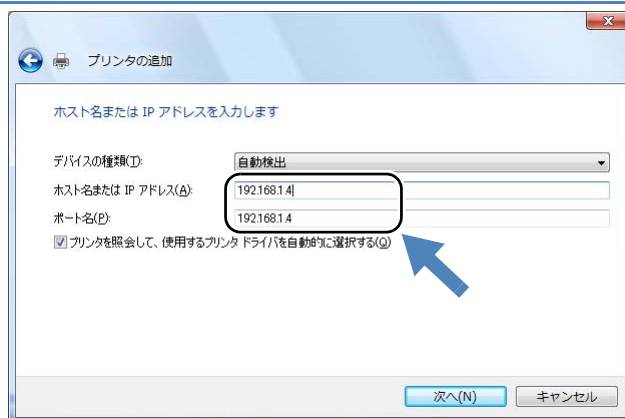 プリンタの追加
ホスト名または IP アドレスを入力します
デバイスの種類(T): 自動検出
ホスト名または IP アドレス(A): 192.168.1.4
ポート名(P): 192.168.1.4
プリンタを照会して、使用するプリンタ ドライバを自動的に選択する(Q)
次へ(N) キャンセル